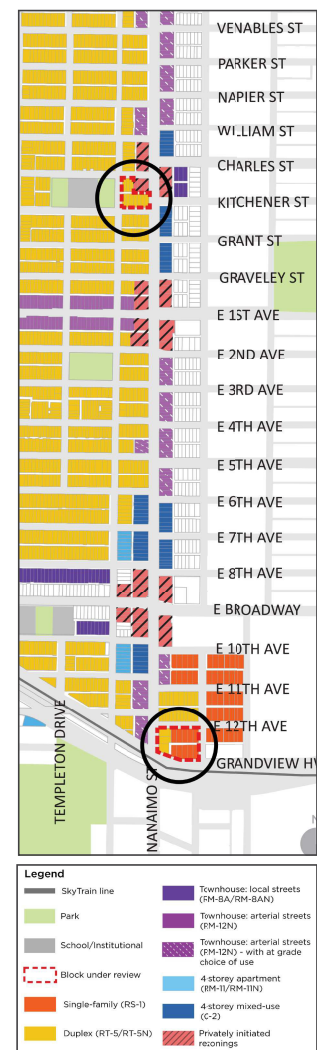 VENABLES ST
PARKER ST
NAPIER ST
WILLIAM ST
CHARLES ST
KITCHENER ST
GRANT ST
GRAVELEY ST
E 1ST AVE
E 2ND AVE
E 3RD AVE
E 4TH AVE
E 5TH AVE
E 6TH AVE
E 7TH AVE
E 8TH AVE
E BROADWAY
E 10TH AVE
E 11TH AVE
E 12TH AVE
GRANDVIEW HW
TEMPLETON DRIVE
NANAIMO ST
N
Legend
SkyTrain line
Park
School/Institutional
Block under review
Single-family (RS-1)
Duplex (RT-5/RT-5N)
Townhouse: local streets
(RM-8A/RM-8AN)
Townhouse: arterial streets
(RM-12N)
Townhouse: arterial streets
(RM-12N) - with at grade
choice of use
4-storey apartment
(RM-11/RM-11N)
4-storey mixed-use
(C-2)
Privately initiated
rezonings